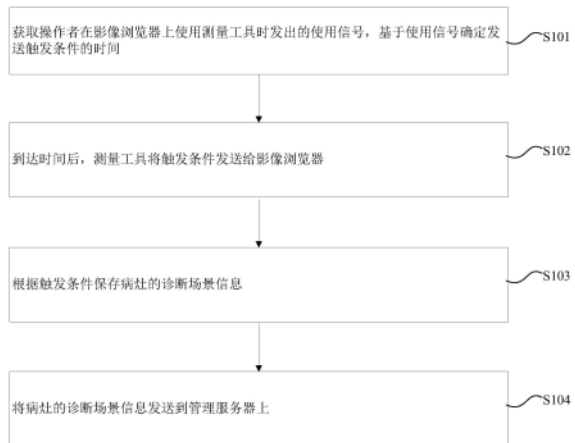 获取操作者在影像浏览器上使用测量工具时发出的使用信号，基于使用信号确定发
送触发条件的时间
S101
到达时间后，测量工具将触发条件发送给影像浏览器
S102
根据触发条件保存病灶的诊断场景信息
S103
将病灶的诊断场景信息发送到管理服务器上
S104